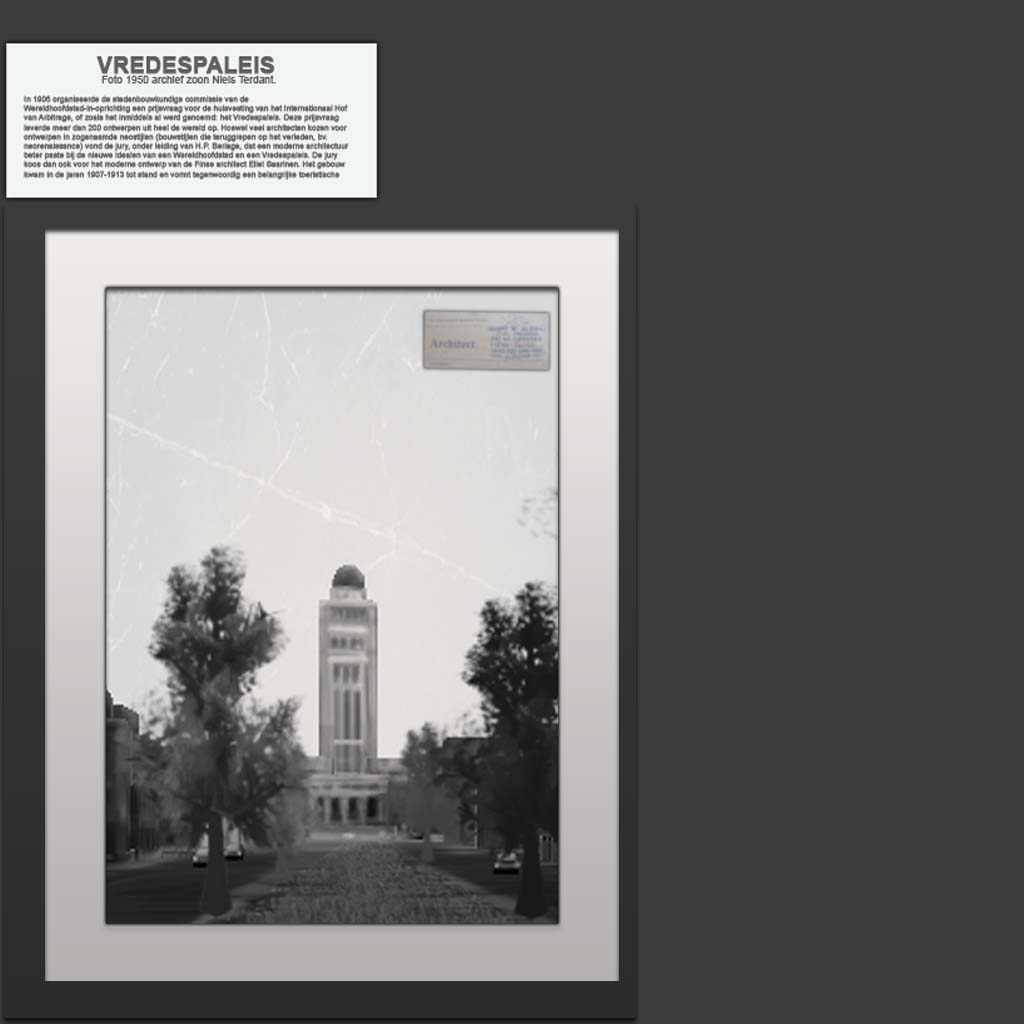 VREDESPALEIS
Foto 1950 archief zoon Niels Terdant.
In 1905 organiseerde de stedenbouwkundige commissie van de
Wereldhoofdstad-in-oprichting een prijsvraag voor de huisvesting van het Internationaal Hof
van Arbitrage, of zoals het inmiddels al werd genoemd: het Vredespaleis. Deze prijsvraag
leverde meer dan 200 ontwerpen uit heel de wereld op. Hoewel veel architecten kozen voor
ontwerpen in zogenaamde neostijlen (bouwstijlen die teruggrepen op het verleden, bv.
neorenaissance) vond de jury, onder leiding van H.P. Berlage, dat een moderne architectuur
beter paste bij de nieuwe idealen van een Wereldhoofdstad en een Vredespaleis. De jury
koos dan ook voor het moderne ontwerp van de Finse architect Eliel Saarinen. Het gebouw
kwam in de jaren 1907-1913 tot stand en vormt tegenwoordig een belangrijke toeristische
Architect